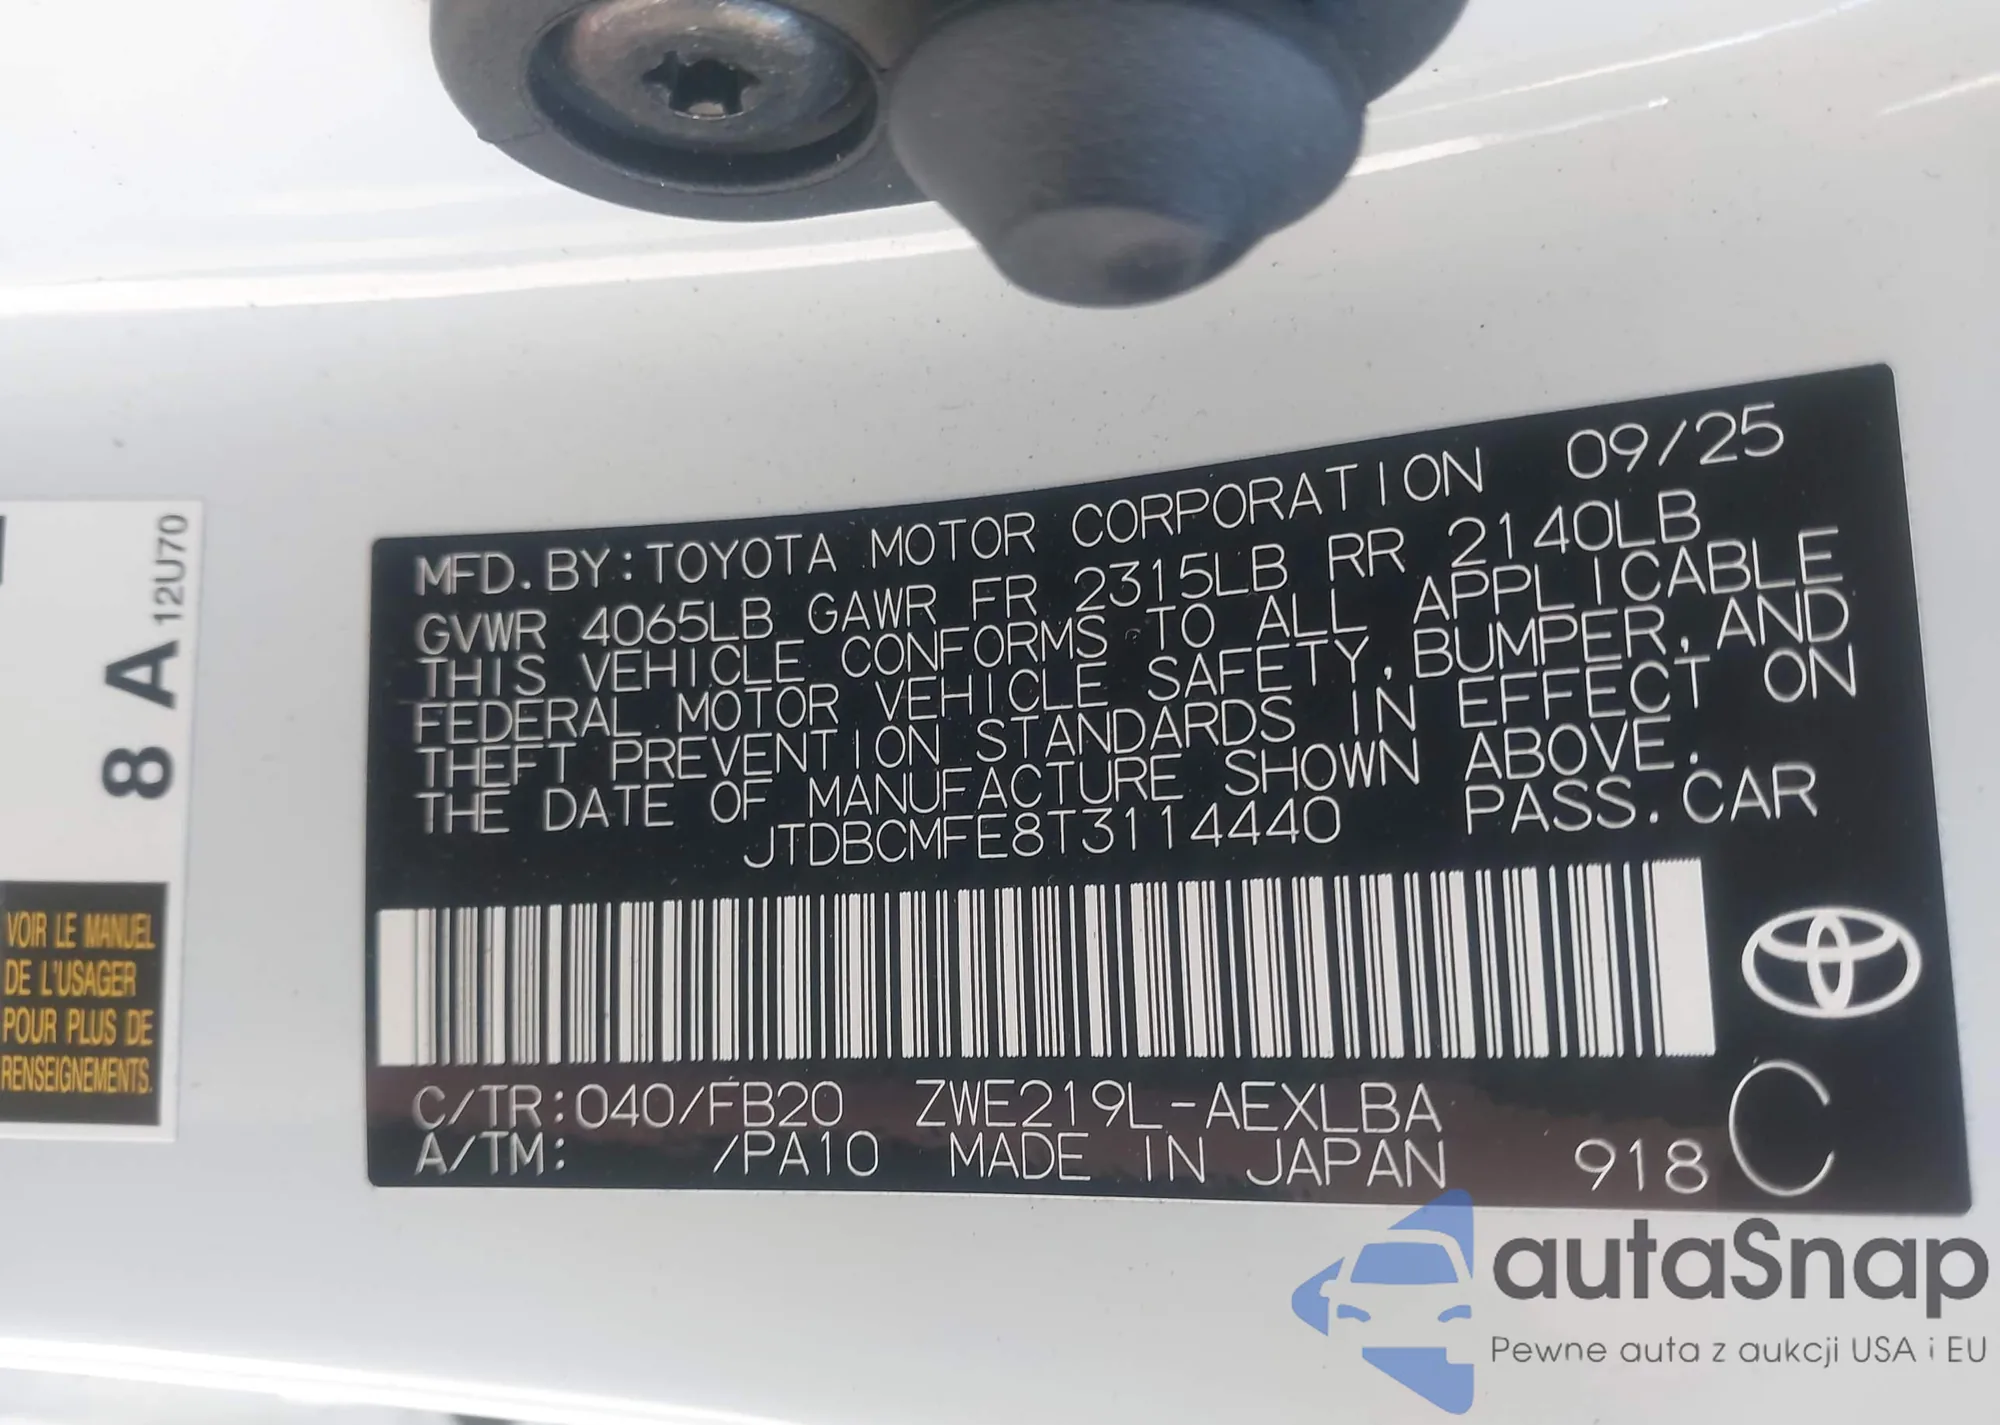 MFD. BY: TOYOTA MOTOR CORPORATION 09/25
GVWR 4065LB GAWR FR 2315LB RR 2140LB
THIS VEHICLE CONFORMS TO ALL APPLICABLE
FEDERAL MOTOR VEHICLE SAFETY, BUMPER, AND
THEFT PREVENTION STANDARDS IN EFFECT ON
THE DATE OF MANUFACTURE SHOWN ABOVE.
JTDBCMFE8T3114440 PASS. CAR
C/TR: 040/FB20 ZWE219L-AEXLBA
A/TM: /PA10 MADE IN JAPAN 918 C
8 A 12U70
VOIR LE MANUEL
DE L'USAGER
POUR PLUS DE
RENSEIGNEMENTS.
autaSnap
Pewne auta z aukcji USA i EU